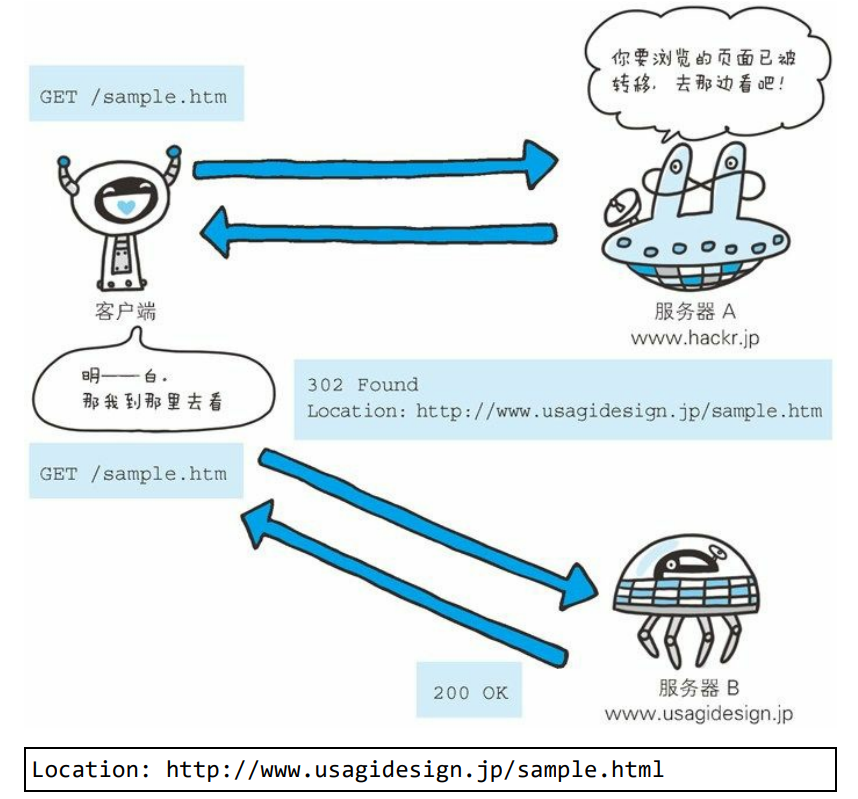 你要浏览的页面已被
转移，去那边看吧！
GET /sample.htm
客户端
服务器 A
www.hackr.jp
明——白.
那我到那里去看
302 Found
Location: http://www.usagidesign.jp/sample.htm
GET /sample.htm
200 OK
服务器 B
www.usagidesign.jp
Location: http://www.usagidesign.jp/sample.html